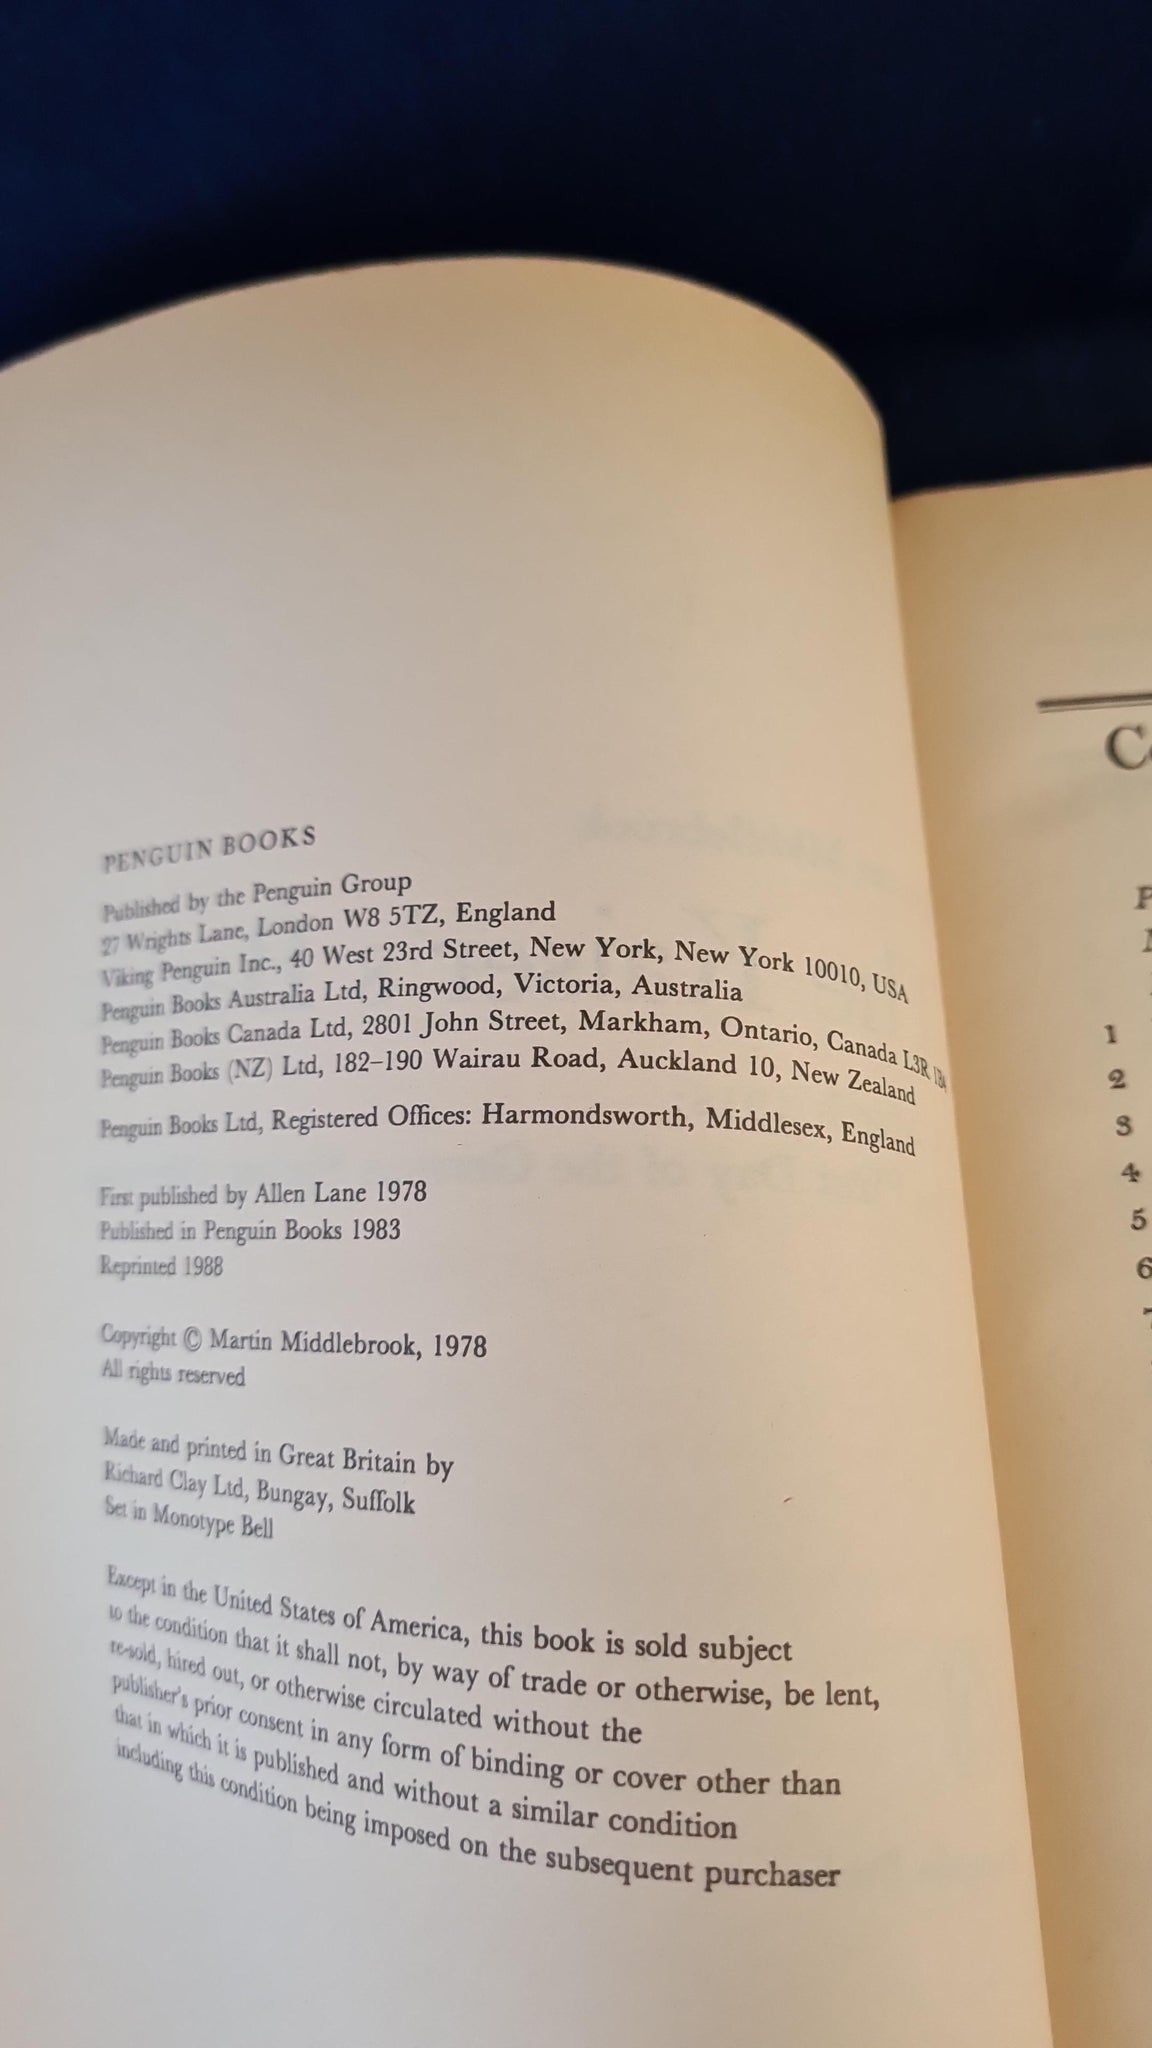 PENGUIN BOOKS
Published by the Penguin Group
27 Wrights Lane, London W8 5TZ, England
Viking Penguin Inc., 40 West 23rd Street, New York, New York 10010, USA
Penguin Books Australia Ltd, Ringwood, Victoria, Australia
Penguin Books Canada Ltd, 2801 John Street, Markham, Ontario, Canada L3R 1B4
Penguin Books (NZ) Ltd, 182–190 Wairau Road, Auckland 10, New Zealand
Penguin Books Ltd, Registered Offices: Harmondsworth, Middlesex, England
First published by Allen Lane 1978
Published in Penguin Books 1983
Reprinted 1988
Copyright © Martin Middlebrook, 1978
All rights reserved
Made and printed in Great Britain by
Richard Clay Ltd, Bungay, Suffolk
Set in Monotype Bell
Except in the United States of America, this book is sold subject
to the condition that it shall not, by way of trade or otherwise, be lent,
re-sold, hired out, or otherwise circulated without the
publisher's prior consent in any form of binding or cover other than
that in which it is published and without a similar condition
including this condition being imposed on the subsequent purchaser
1
2
3
4
5
6